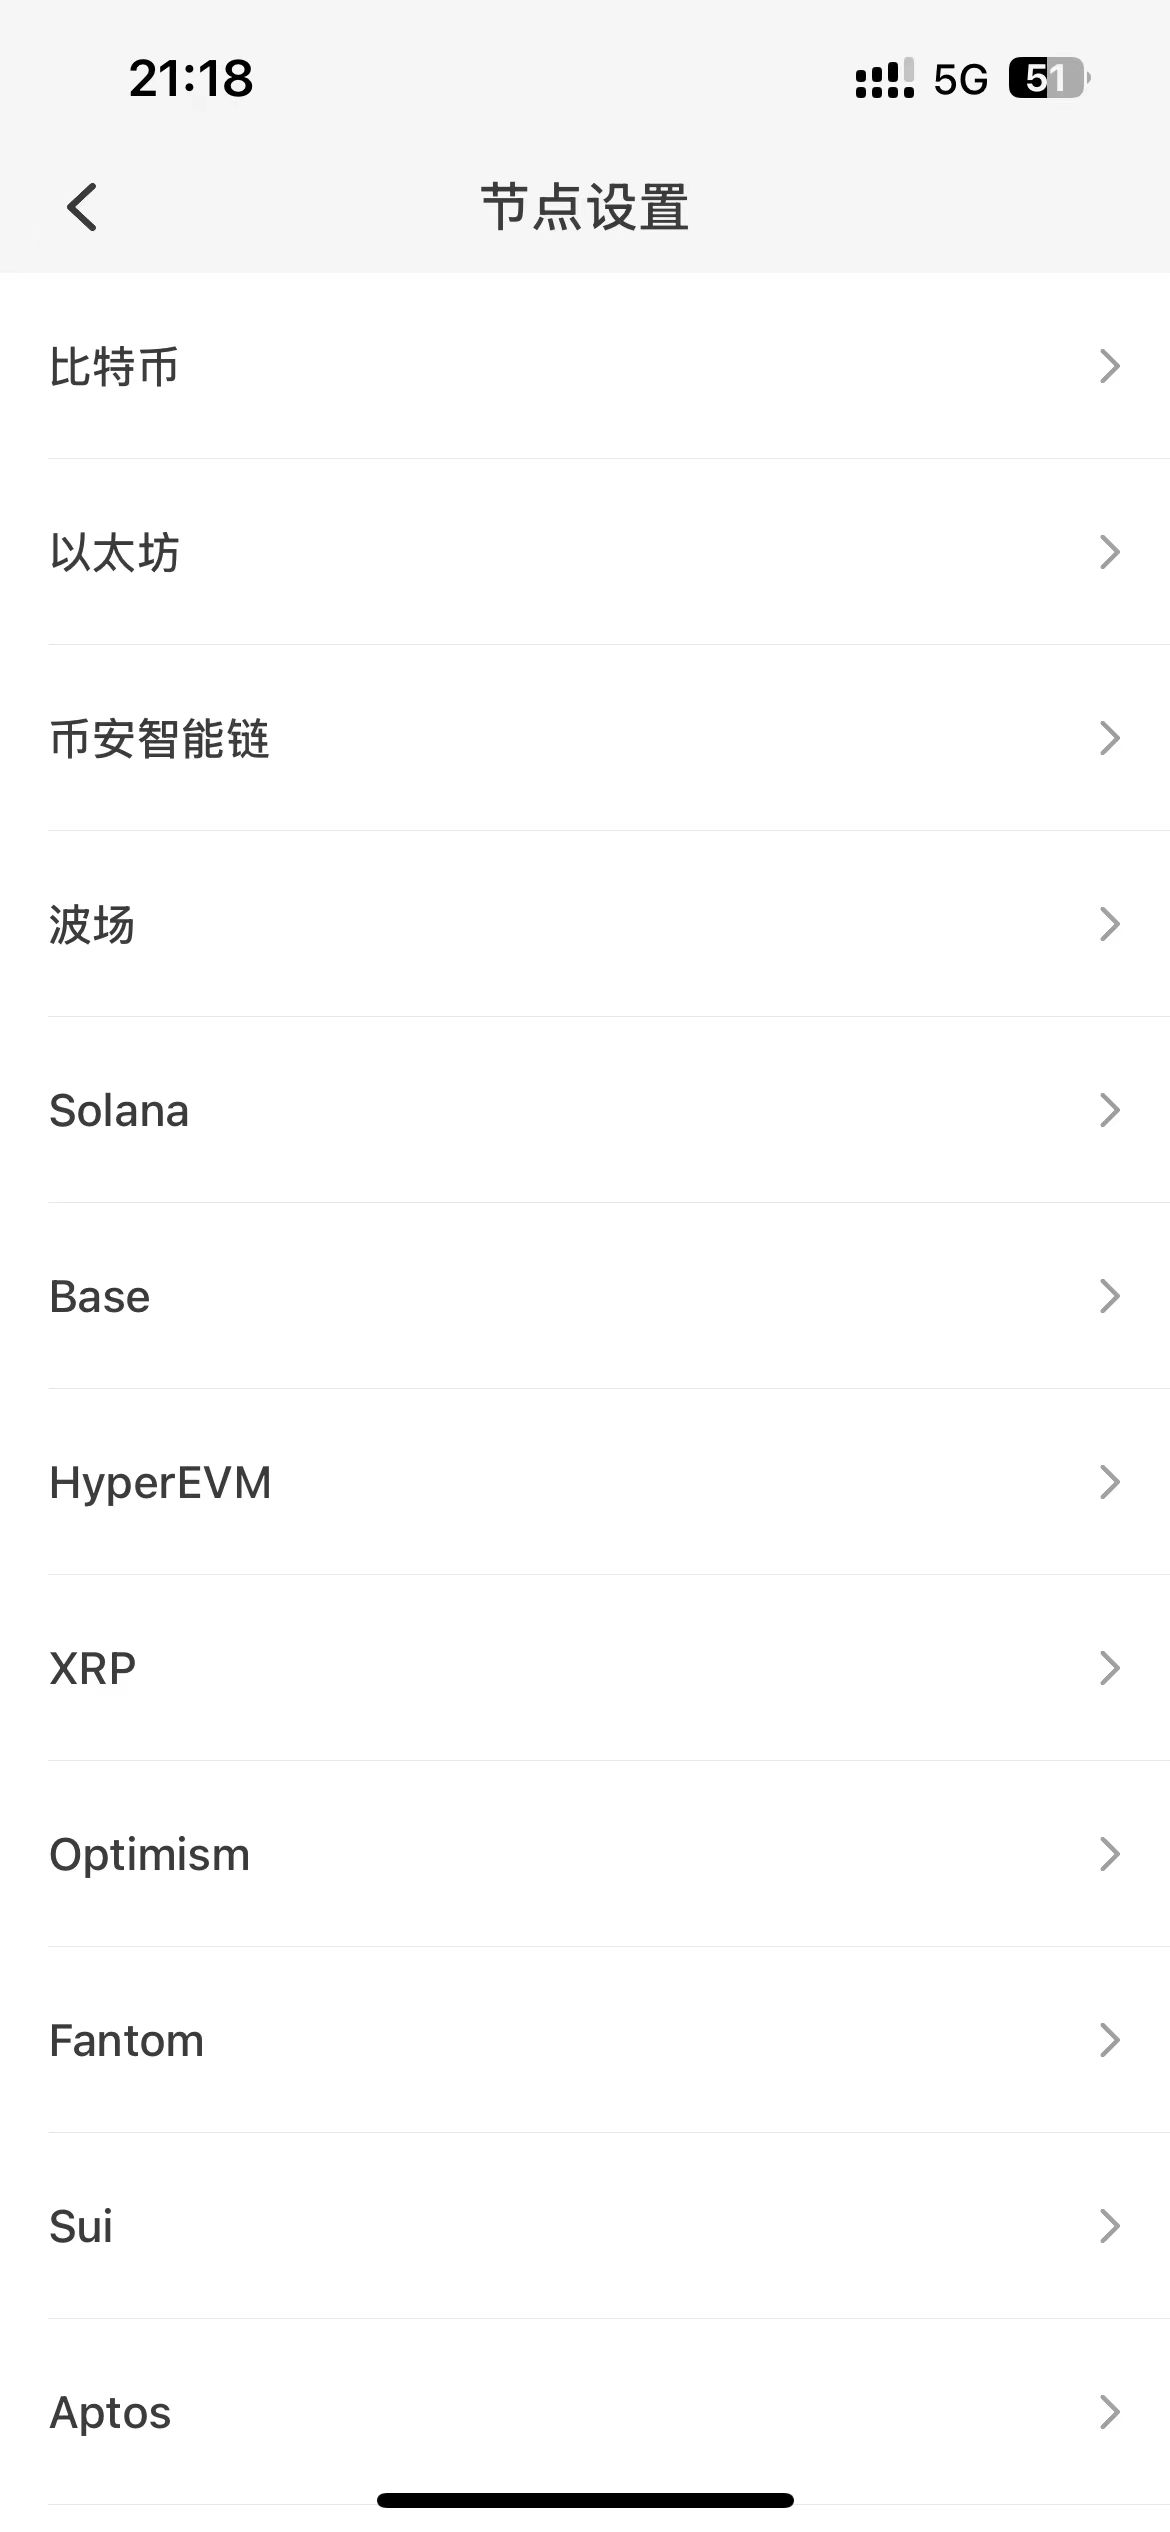 21:18 5G 51
节点设置
比特币
以太坊
币安智能链
波场
Solana
Base
HyperEVM
XRP
Optimism
Fantom
Sui
Aptos